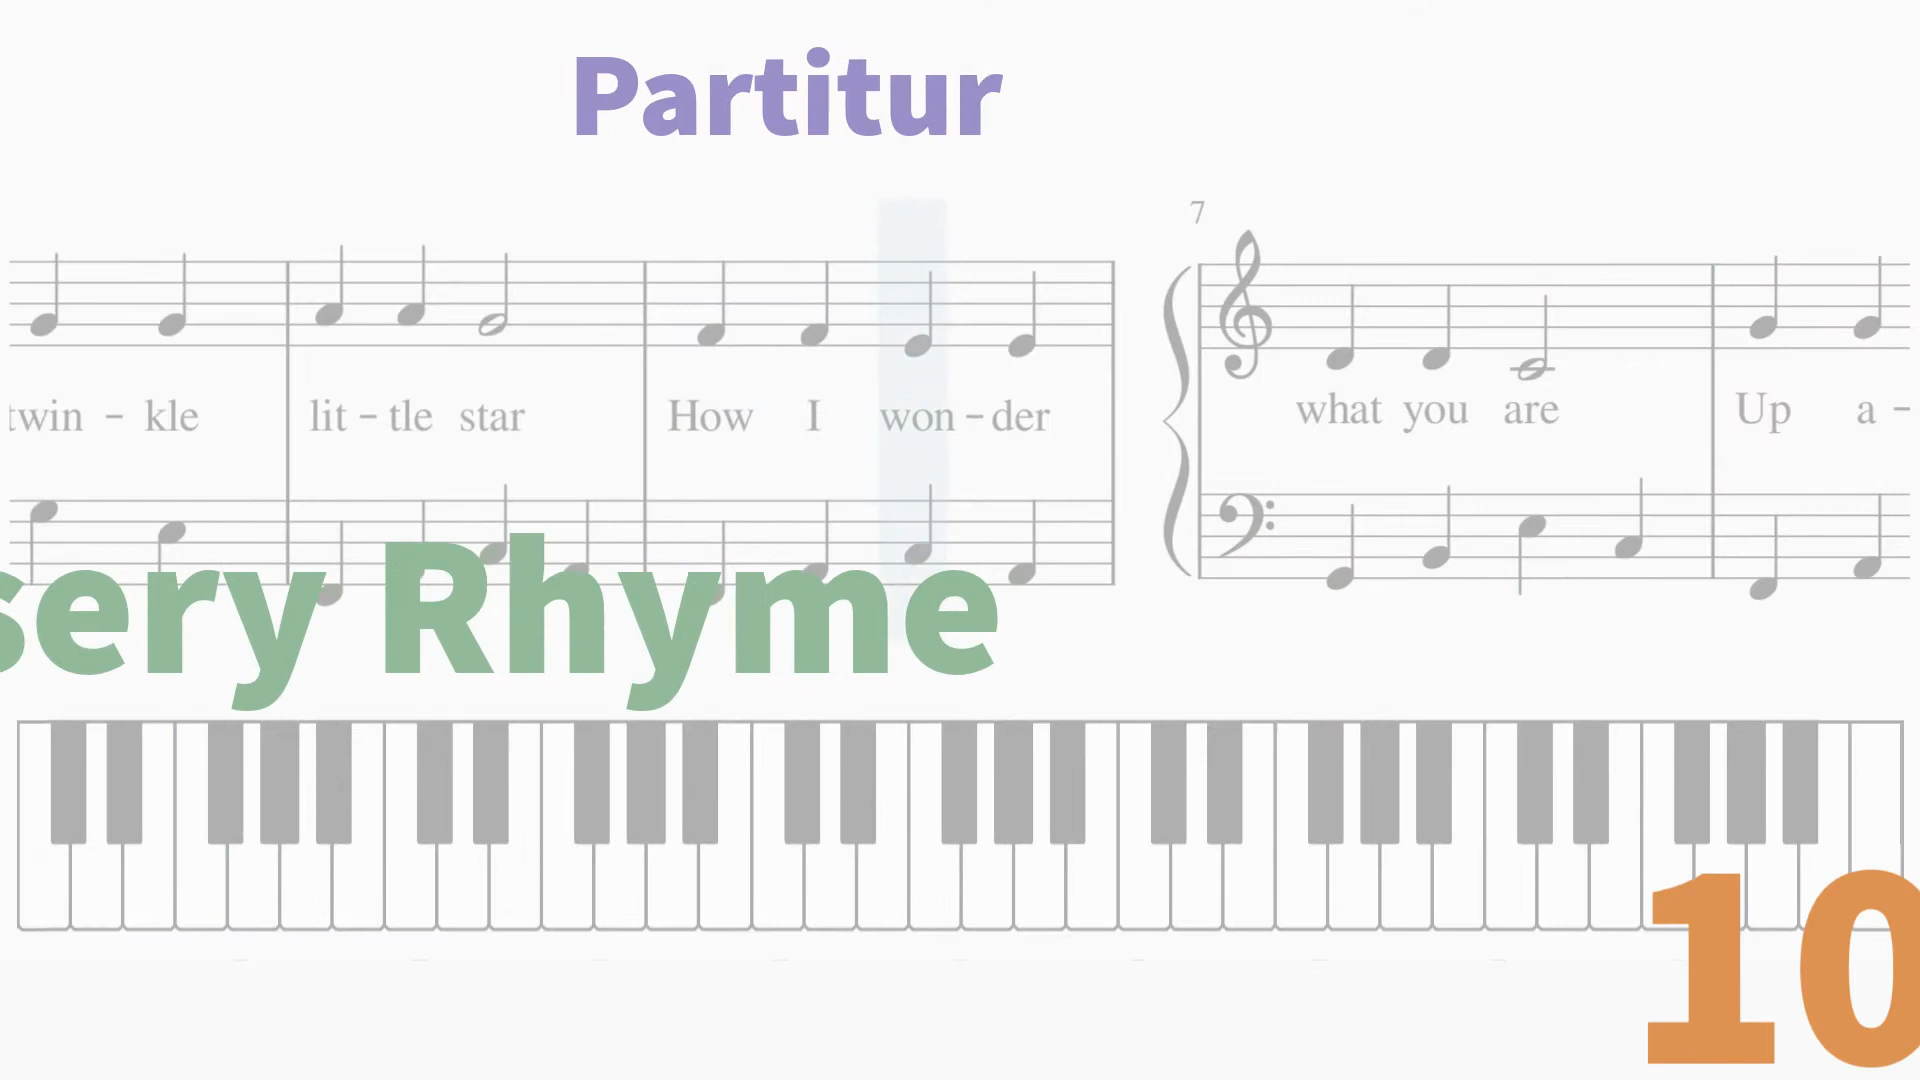 Partitur
7
twin - kle lit - tle star How I won - der
what you are Up a -
sery Rhyme
10